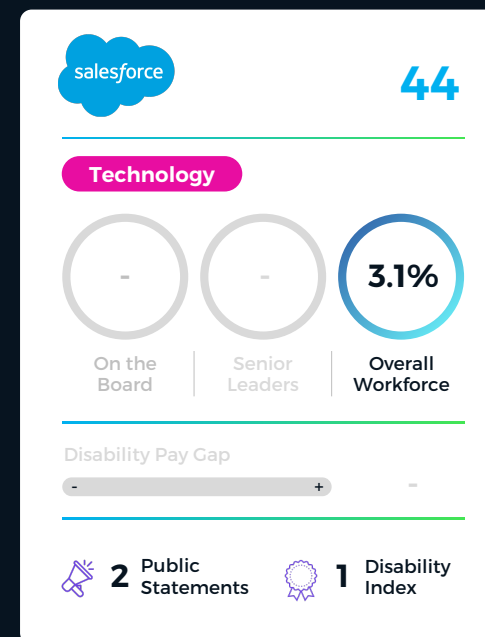 salesforce
44
Technology
-
-
3.1%
On the
Board
Senior
Leaders
Overall
Workforce
Disability Pay Gap
- +
-
2 Public
Statements
1 Disability
Index